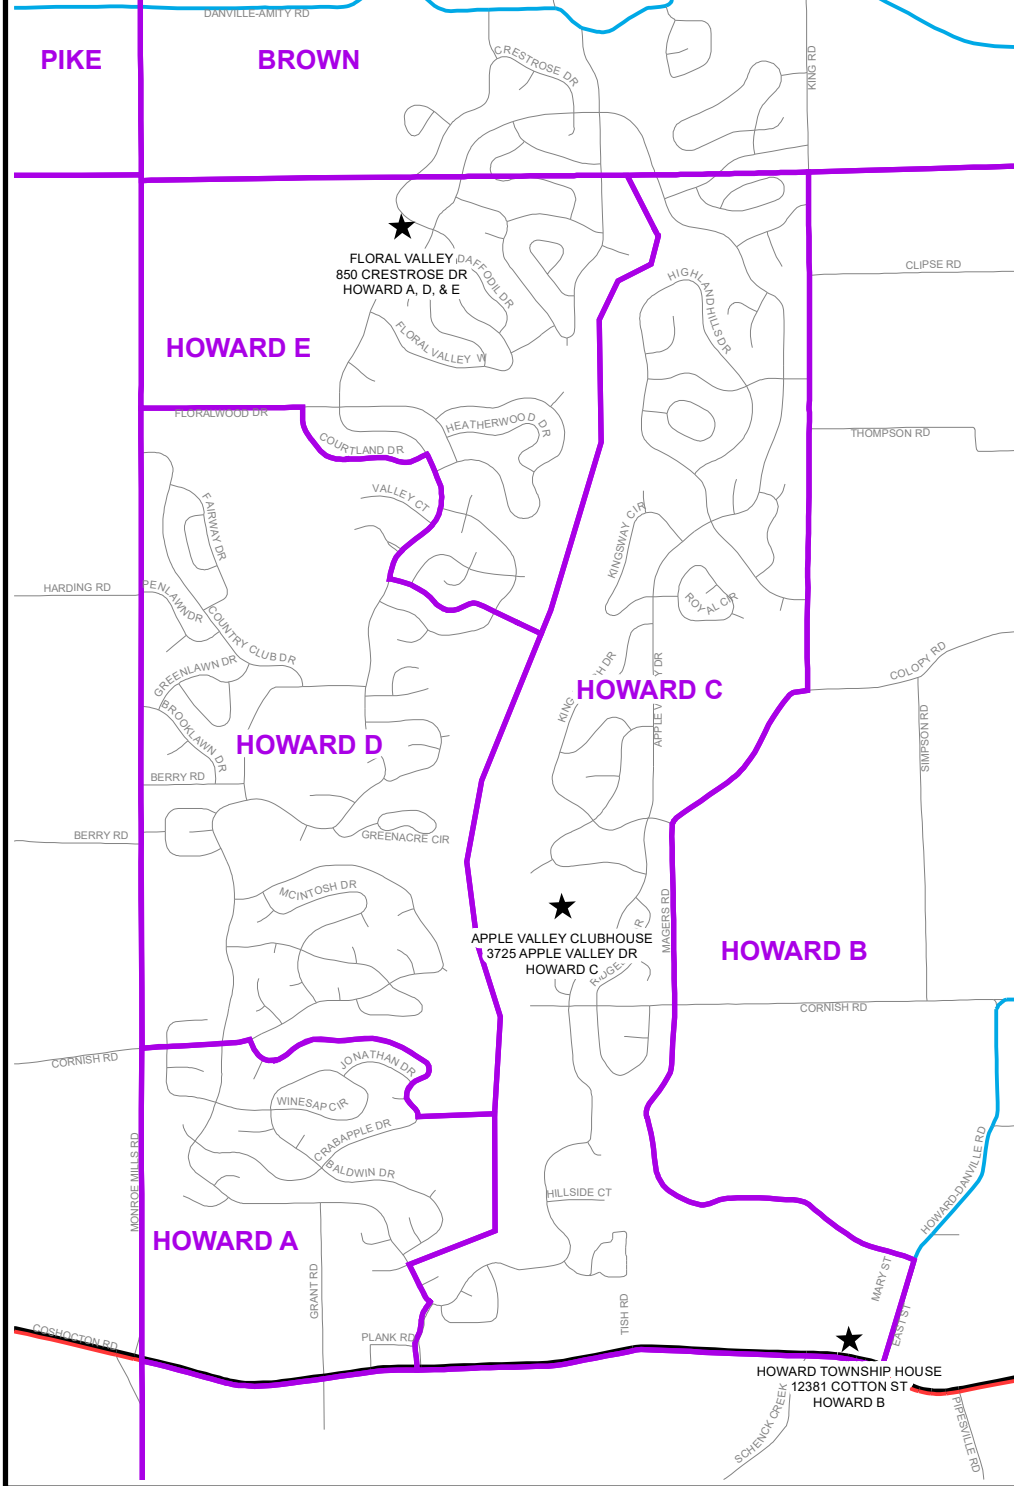 DANVILLE-AMITY RD
PIKE
BROWN
CRESTROSE DR
KING RD
FLORAL VALLEY
850 CRESTROSE DR
HOWARD A, D, & E
DAFFODIL DR
CLIPSE RD
HIGHLAND HILLS DR
FLORAL VALLEY W
HOWARD E
FLORALWOOD DR
HEATHERWOOD DR
COURTLAND DR
THOMPSON RD
VALLEY CT
FAIRWAY DR
KINGSWAY CIR
HARDING RD
PENLAWN DR
ROYAL CIR
COUNTRY CLUB DR
GREENLAWN DR
COLOPY RD
HOWARD C
BROOKLAWN DR
APPLE V Y DR
SIMPSON RD
HOWARD D
BERRY RD
BERRY RD
GREENACRE CIR
MCINTOSH DR
MAGERS RD
APPLE VALLEY CLUBHOUSE
3725 APPLE VALLEY DR
HOWARD C
HOWARD B
CORNISH RD
CORNISH RD
JONATHAN DR
WINESAP CIR
CRABAPPLE DR
BALDWIN DR
MONROE MILLS RD
HOWARD-DANVILLE RD
HILLSIDE CT
HOWARD A
GRANT RD
MARY ST
TISH RD
EAST ST
COSHOCTON RD
PLANK RD
HOWARD TOWNSHIP HOUSE
12381 COTTON ST
HOWARD B
SCHENCK CREEK
PIPESVILLE RD